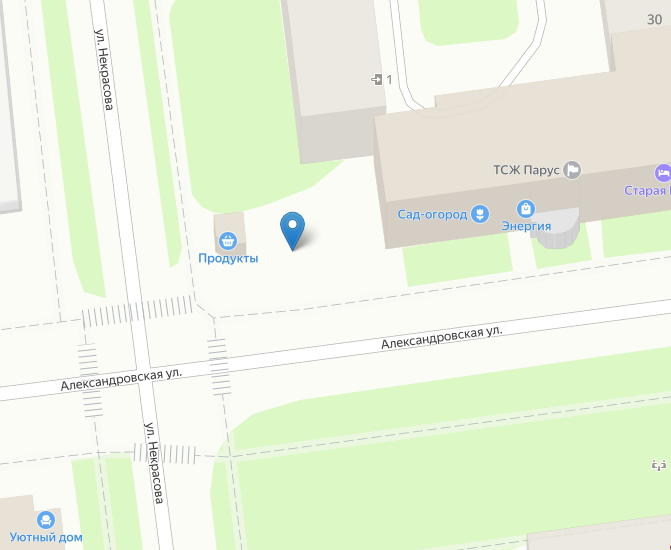 30
ул. Некрасова
1
ТСЖ Парус
Старая
Сад-огород
Энергия
Продукты
Александровская ул.
Александровская ул.
ул. Некрасова
Уютный дом